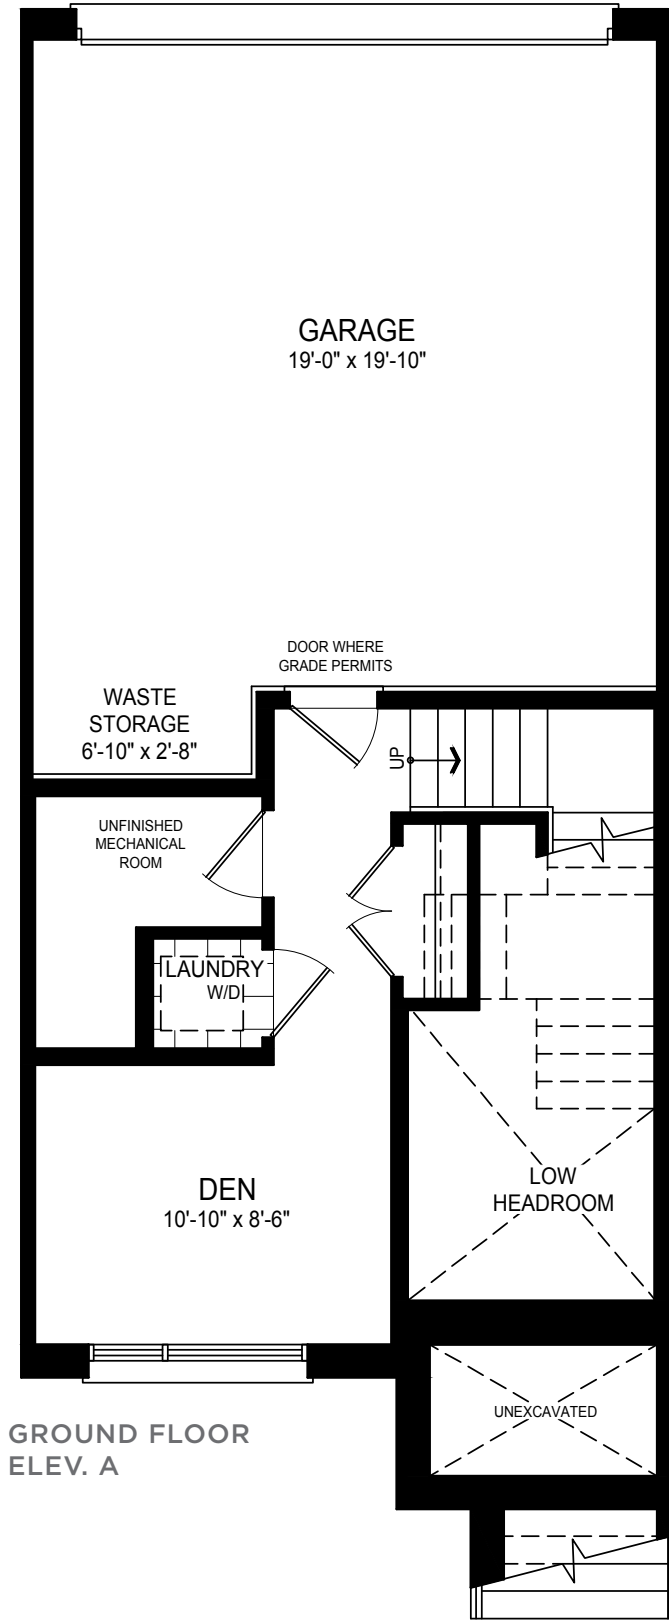 GARAGE
19'-0" x 19'-10"
DOOR WHERE
GRADE PERMITS
WASTE
STORAGE
6'-10" x 2'-8"
UP
UNFINISHED
MECHANICAL
ROOM
LAUNDRY
W/D
LOW
HEADROOM
DEN
10'-10" x 8'-6"
UNEXCAVATED
GROUND FLOOR
ELEV. A